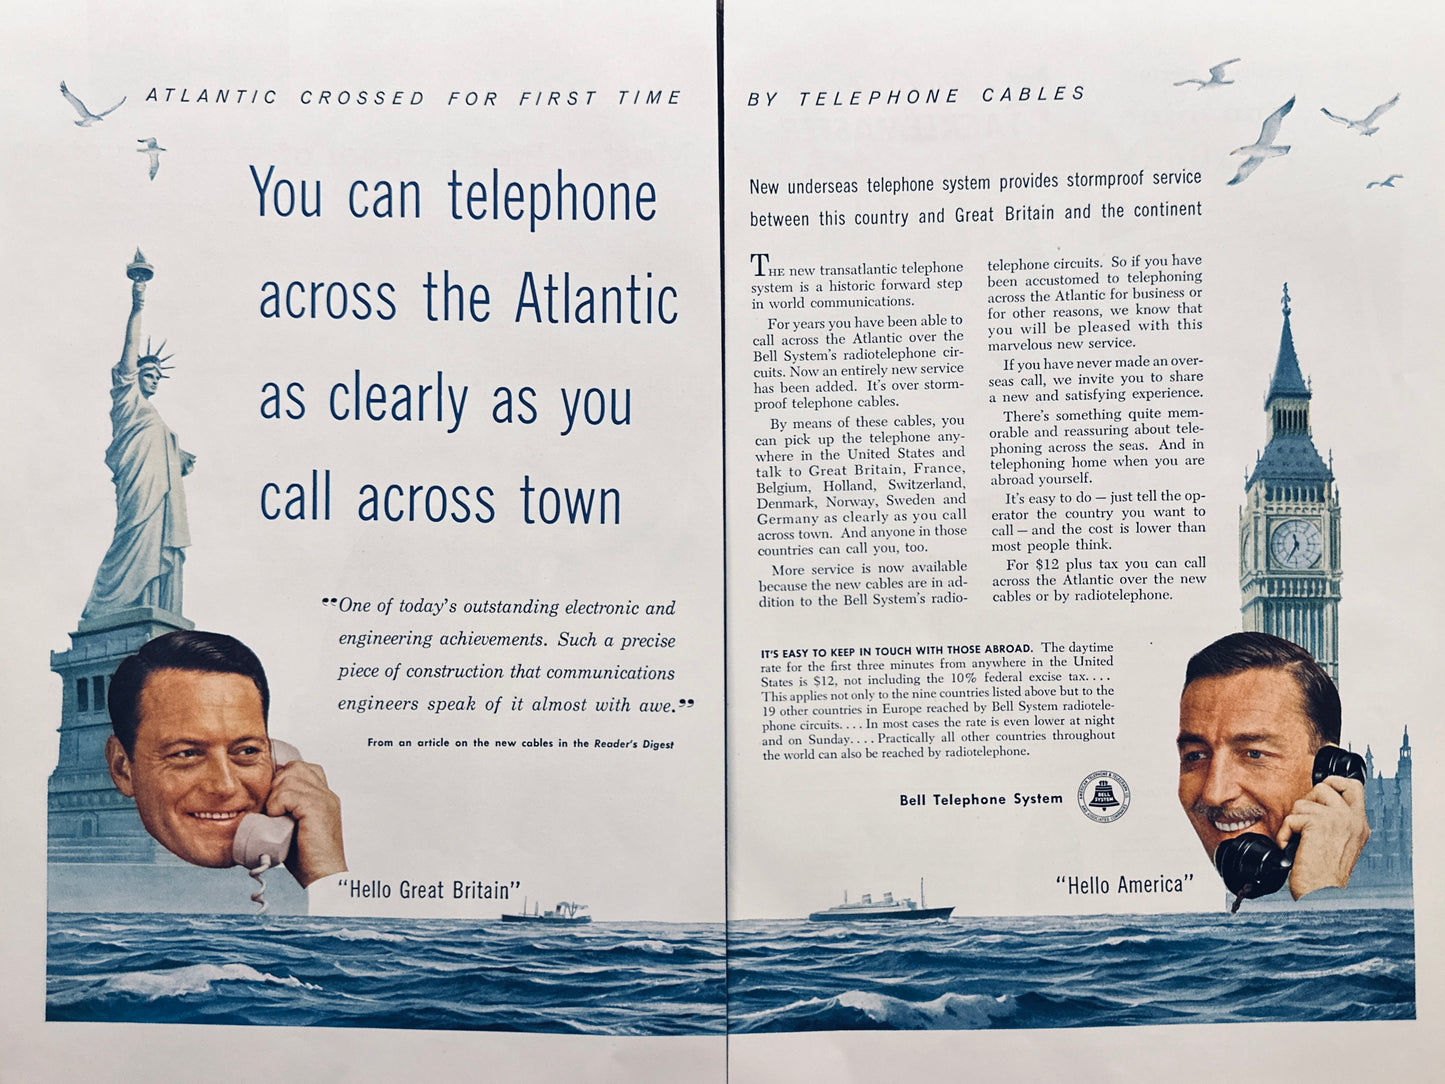 ATLANTIC CROSSED FOR FIRST TIME BY TELEPHONE CABLES
You can telephone
across the Atlantic
as clearly as you
call across town
“One of today’s outstanding electronic and
engineering achievements. Such a precise
piece of construction that communications
engineers speak of it almost with awe.”
From an article on the new cables in the Reader’s Digest
“Hello Great Britain”
New underseas telephone system provides stormproof service
between this country and Great Britain and the continent
THE new transatlantic telephone
system is a historic forward step
in world communications.
For years you have been able to
call across the Atlantic over the
Bell System’s radiotelephone cir-
cuits. Now an entirely new service
has been added. It’s over storm-
proof telephone cables.
By means of these cables, you
can pick up the telephone any-
where in the United States and
talk to Great Britain, France,
Belgium, Holland, Switzerland,
Denmark, Norway, Sweden and
Germany as clearly as you call
across town. And anyone in those
countries can call you, too.
More service is now available
because the new cables are in ad-
dition to the Bell System’s radio-
telephone circuits. So if you have
been accustomed to telephoning
across the Atlantic for business or
for other reasons, we know that
you will be pleased with this
marvelous new service.
If you have never made an over-
seas call, we invite you to share
a new and satisfying experience.
There’s something quite mem-
orable and reassuring about tele-
phoning across the seas. And in
telephoning home when you are
abroad yourself.
It’s easy to do — just tell the op-
erator the country you want to
call — and the cost is lower than
most people think.
For $12 plus tax you can call
across the Atlantic over the new
cables or by radiotelephone.
IT’S EASY TO KEEP IN TOUCH WITH THOSE ABROAD. The daytime
rate for the first three minutes from anywhere in the United
States is $12, not including the 10% federal excise tax. . . .
This applies not only to the nine countries listed above but to the
19 other countries in Europe reached by Bell System radiotele-
phone circuits. . . . In most cases the rate is even lower at night
and on Sunday. . . . Practically all other countries throughout
the world can also be reached by radiotelephone.
Bell Telephone System
AMERICAN TELEPHONE & TELEGRAPH CO.
BELL
SYSTEM
AND ASSOCIATED COMPANIES
“Hello America”